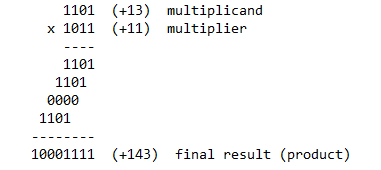 1101 (+13) multiplicand
x 1011 (+11) multiplier
----
1101
1101
0000
1101
--------
10001111 (+143) final result (product)